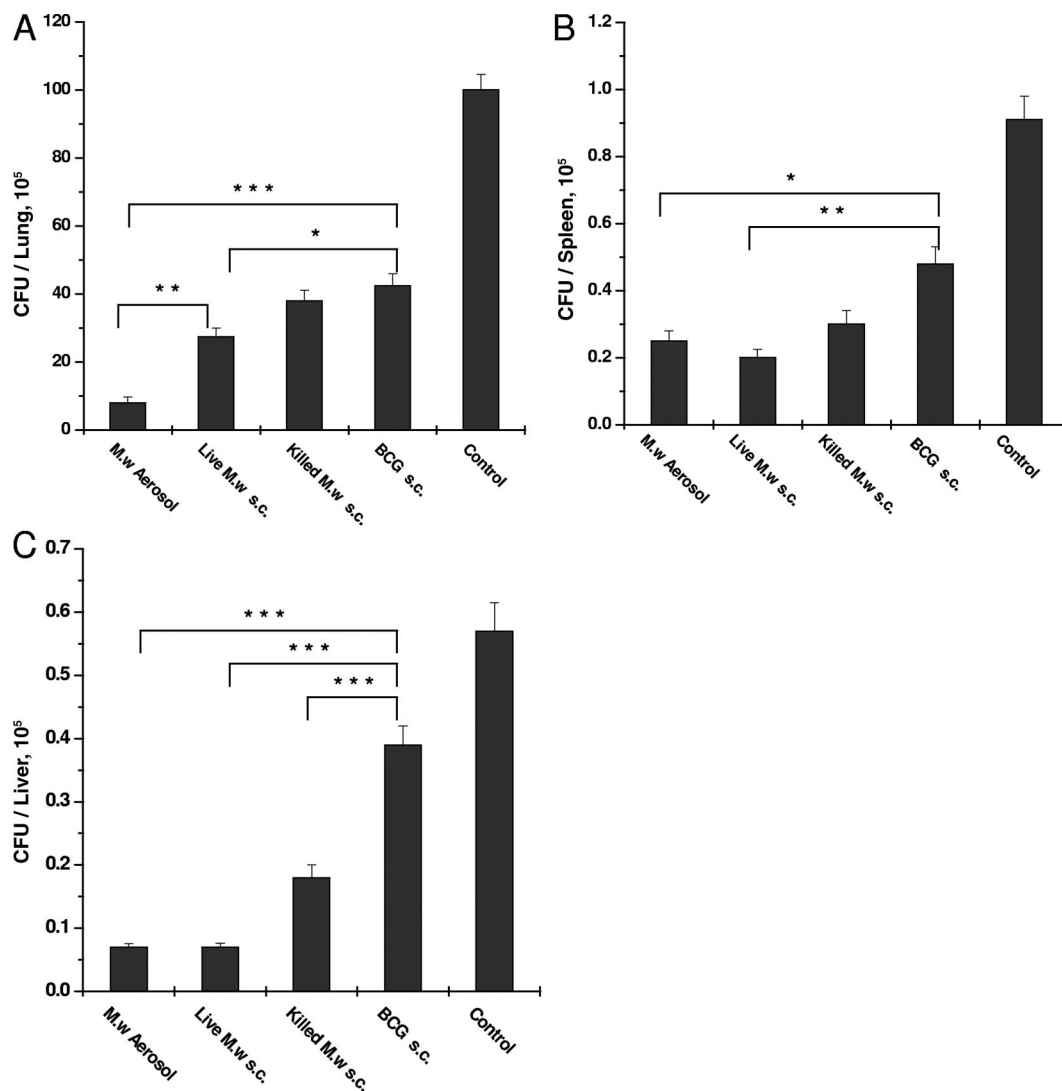 A
120
100
80
60
40
20
0
CFU / Lung, 10⁵
* * *
*
* *
M.w Aerosol
Live M.w s.c.
Killed M.w s.c.
BCG s.c.
Control
B
1.2
1.0
0.8
0.6
0.4
0.2
0.0
CFU / Spleen, 10⁵
*
* *
M.w Aerosol
Live M.w s.c.
Killed M.w s.c.
BCG s.c.
Control
C
0.7
0.6
0.5
0.4
0.3
0.2
0.1
0.0
CFU / Liver, 10⁵
* * *
* * *
* * *
M.w Aerosol
Live M.w s.c.
Killed M.w s.c.
BCG s.c.
Control